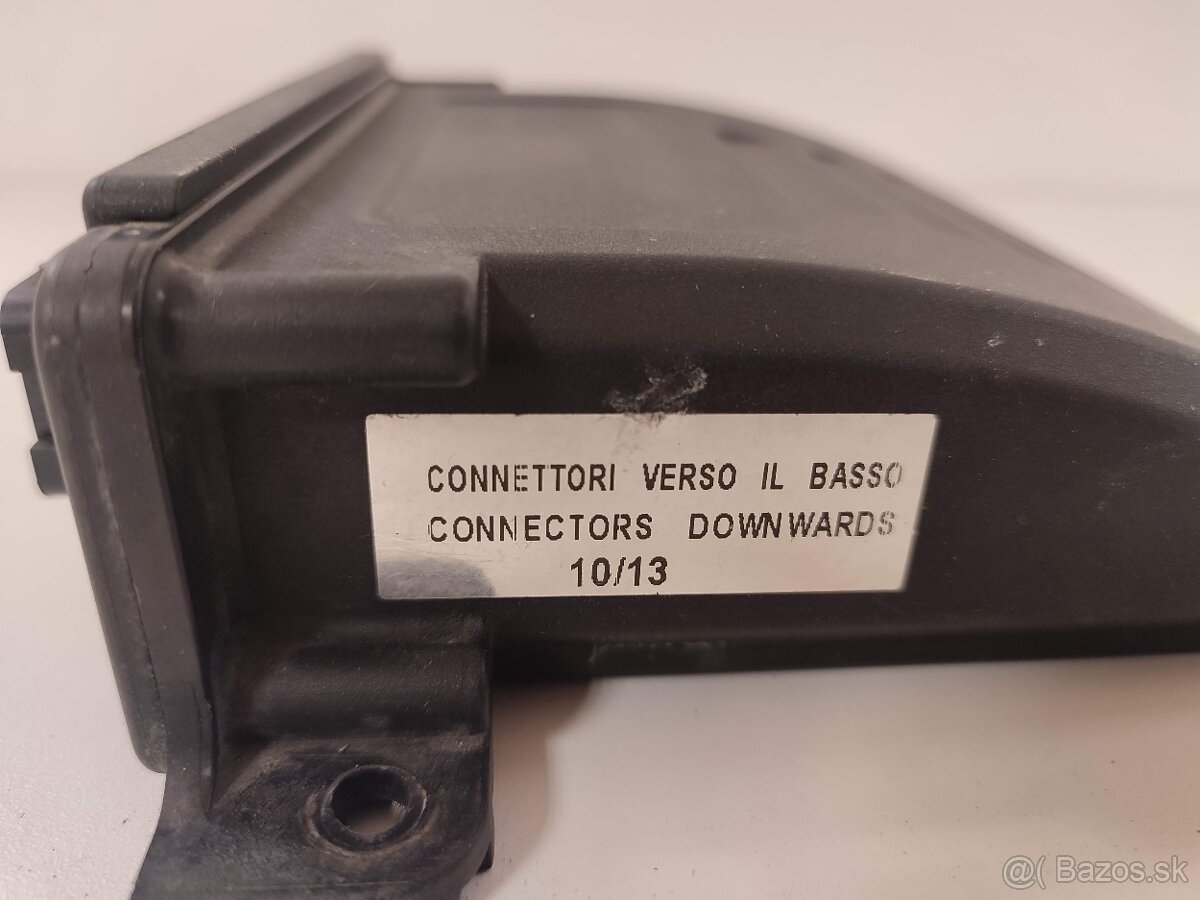 CONNETTORI VERSO IL BASSO
CONNECTORS DOWNWARDS
10/13
@( Bazos.sk